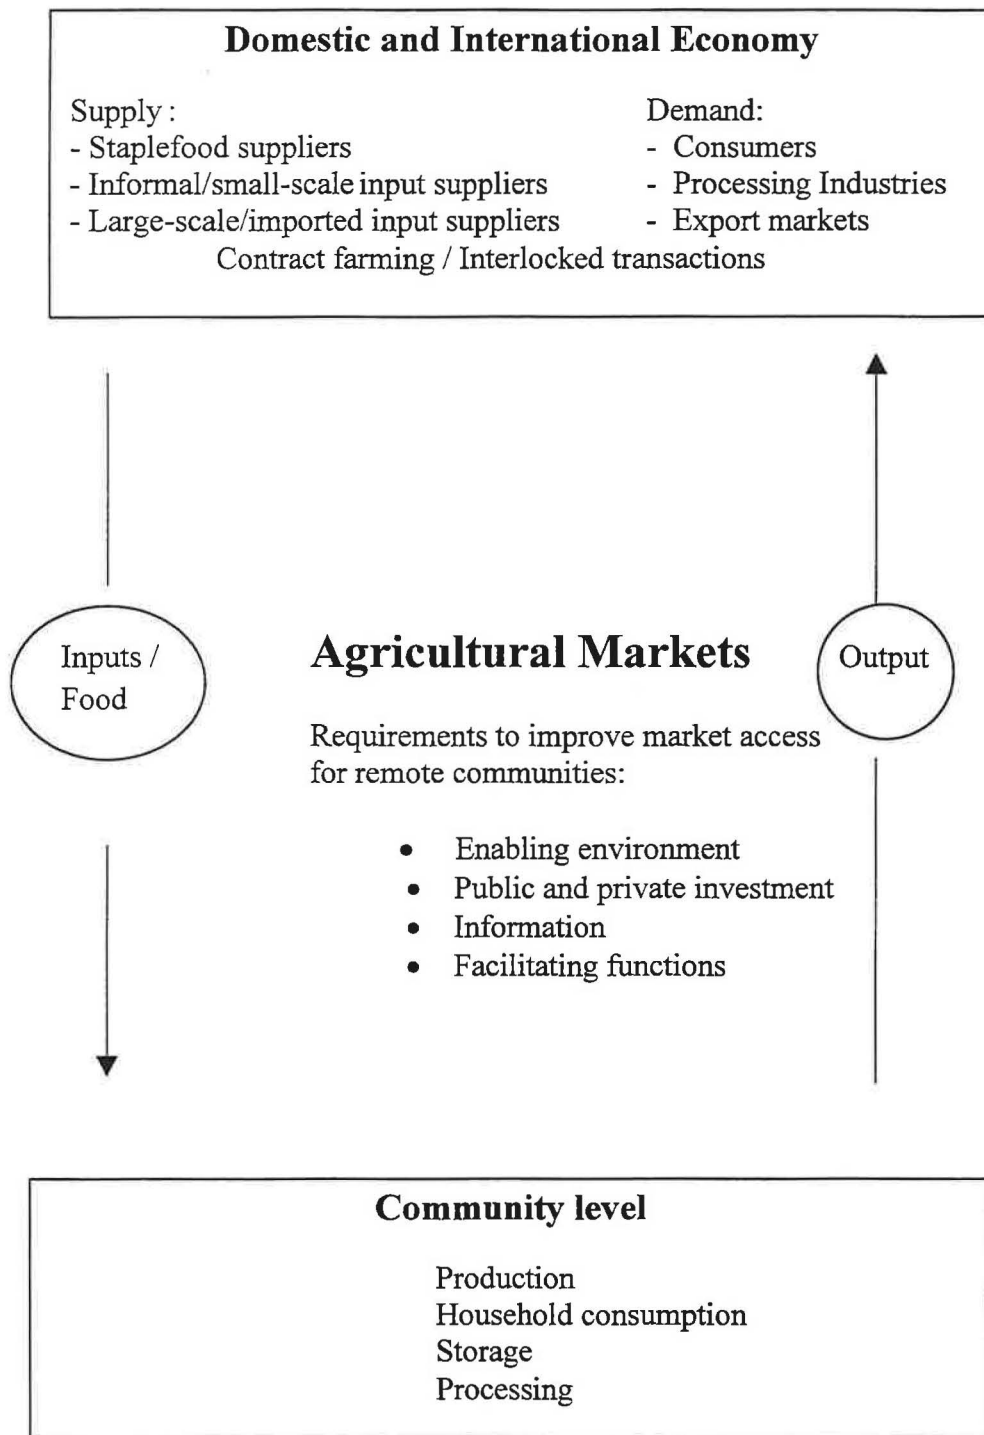 Domestic and International Economy
Supply :
- Staplefood suppliers
- Informal/small-scale input suppliers
- Large-scale/imported input suppliers
Demand:
- Consumers
- Processing Industries
- Export markets
Contract farming / Interlocked transactions
Inputs /
Food
Agricultural Markets
Requirements to improve market access
for remote communities:
• Enabling environment
• Public and private investment
• Information
• Facilitating functions
Output
Community level
Production
Household consumption
Storage
Processing